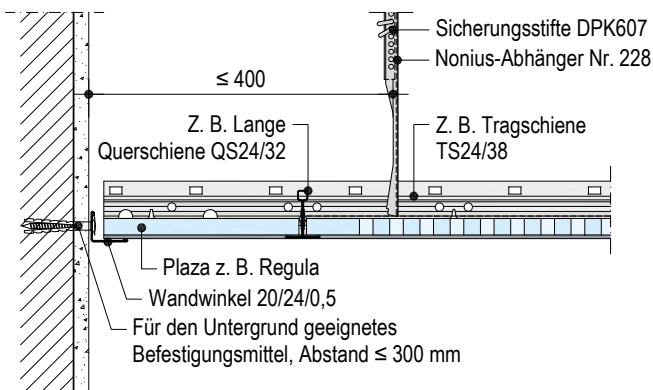 Sicherungsstifte DPK607
Nonius-Abhänger Nr. 228
≤ 400
Z. B. Lange
Querschiene QS24/32
Z. B. Tragschiene
TS24/38
Plaza z. B. Regula
Wandwinkel 20/24/0,5
Für den Untergrund geeignetes
Befestigungsmittel, Abstand ≤ 300 mm